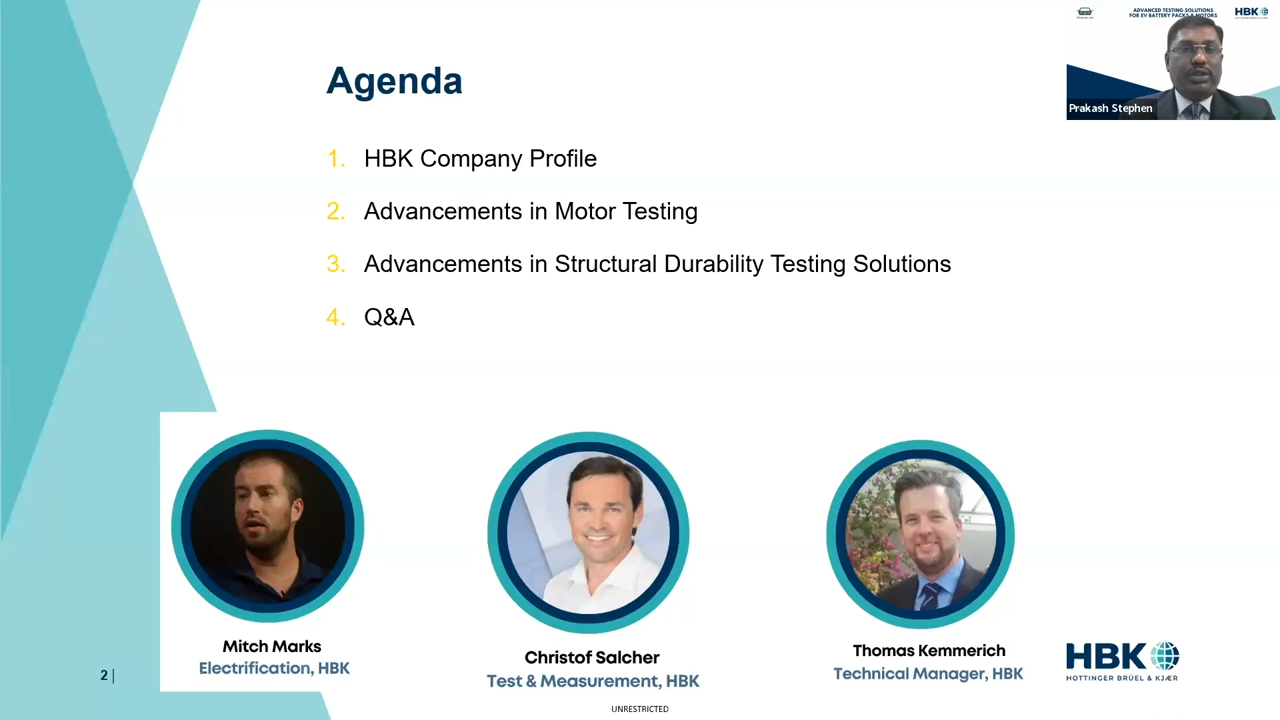 Agenda
1. HBK Company Profile
2. Advancements in Motor Testing
3. Advancements in Structural Durability Testing Solutions
4. Q&A
ADVANCED TESTING SOLUTIONS
FOR EV BATTERY PACKS & MOTORS
HBK
Prakash Stephen
Mitch Marks
Electrification, HBK
Christof Salcher
Test & Measurement, HBK
Thomas Kemmerich
Technical Manager, HBK
HBK
HOTTINGER BRÜEL & KJÆR
2 |
UNRESTRICTED